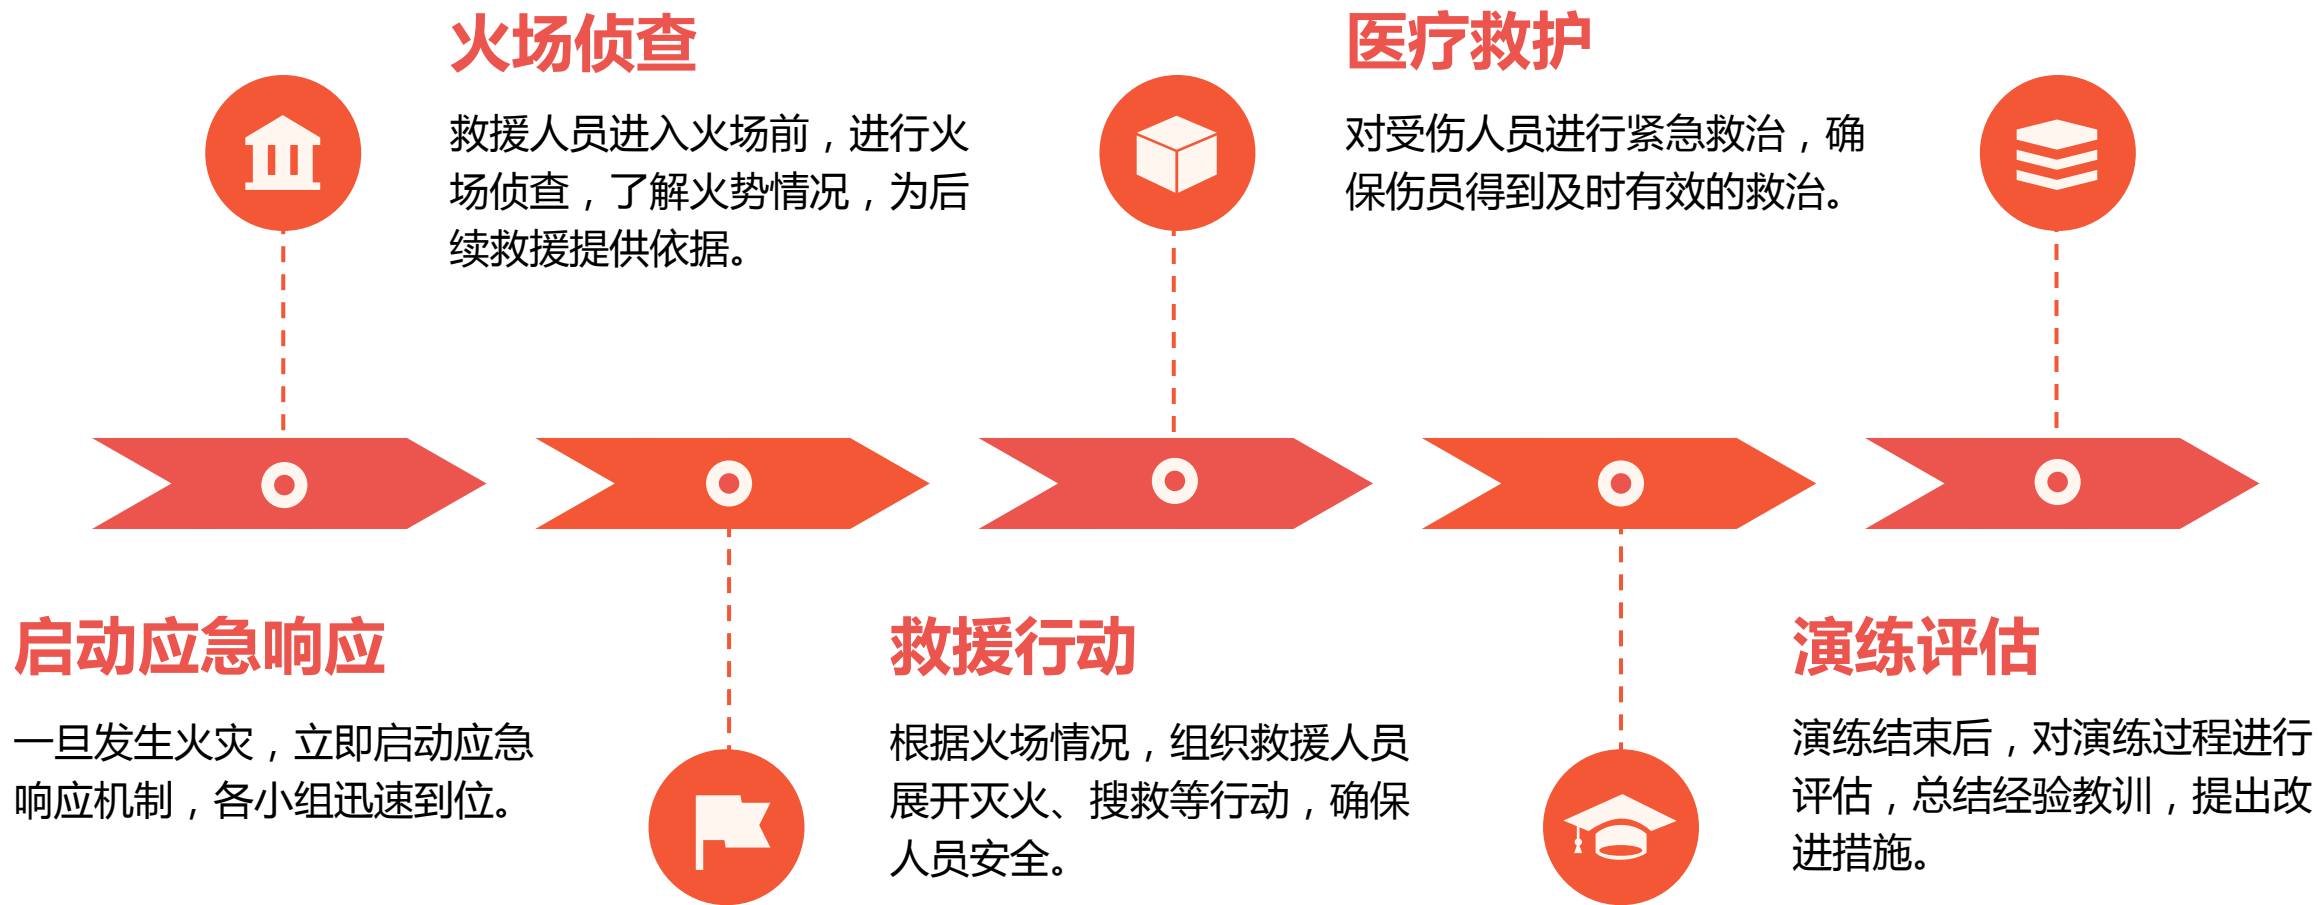 火场侦查
救援人员进入火场前，进行火
场侦查，了解火势情况，为后
续救援提供依据。
医疗救护
对受伤人员进行紧急救治，确
保伤员得到及时有效的救治。
启动应急响应
一旦发生火灾，立即启动应急
响应机制，各小组迅速到位。
救援行动
根据火场情况，组织救援人员
展开灭火、搜救等行动，确保
人员安全。
演练评估
演练结束后，对演练过程进行
评估，总结经验教训，提出改
进措施。